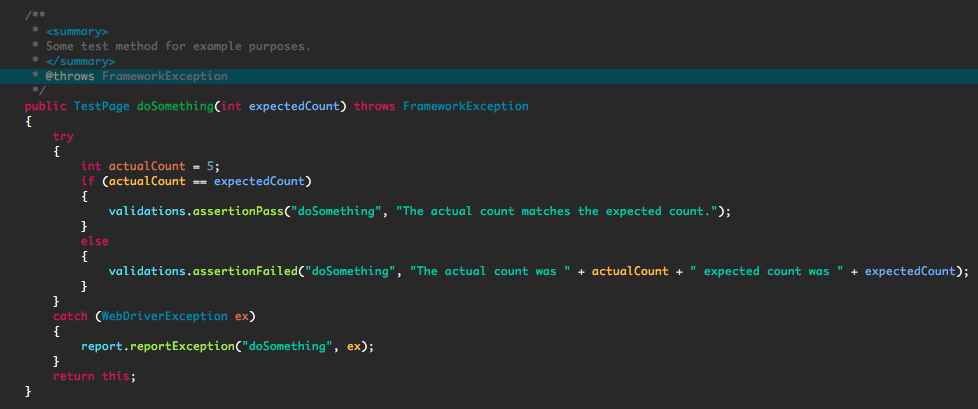 /**
 * <summary>
 * Some test method for example purposes.
 * </summary>
 * @throws FrameworkException
 */
public TestPage doSomething(int expectedCount) throws FrameworkException
{
    try
    {
        int actualCount = 5;
        if (actualCount == expectedCount)
        {
            validations.assertionPass("doSomething", "The actual count matches the expected count.");
        }
        else
        {
            validations.assertionFailed("doSomething", "The actual count was " + actualCount + " expected count was " + expectedCount);
        }
    }
    catch (WebDriverException ex)
    {
        report.reportException("doSomething", ex);
    }
    return this;
}